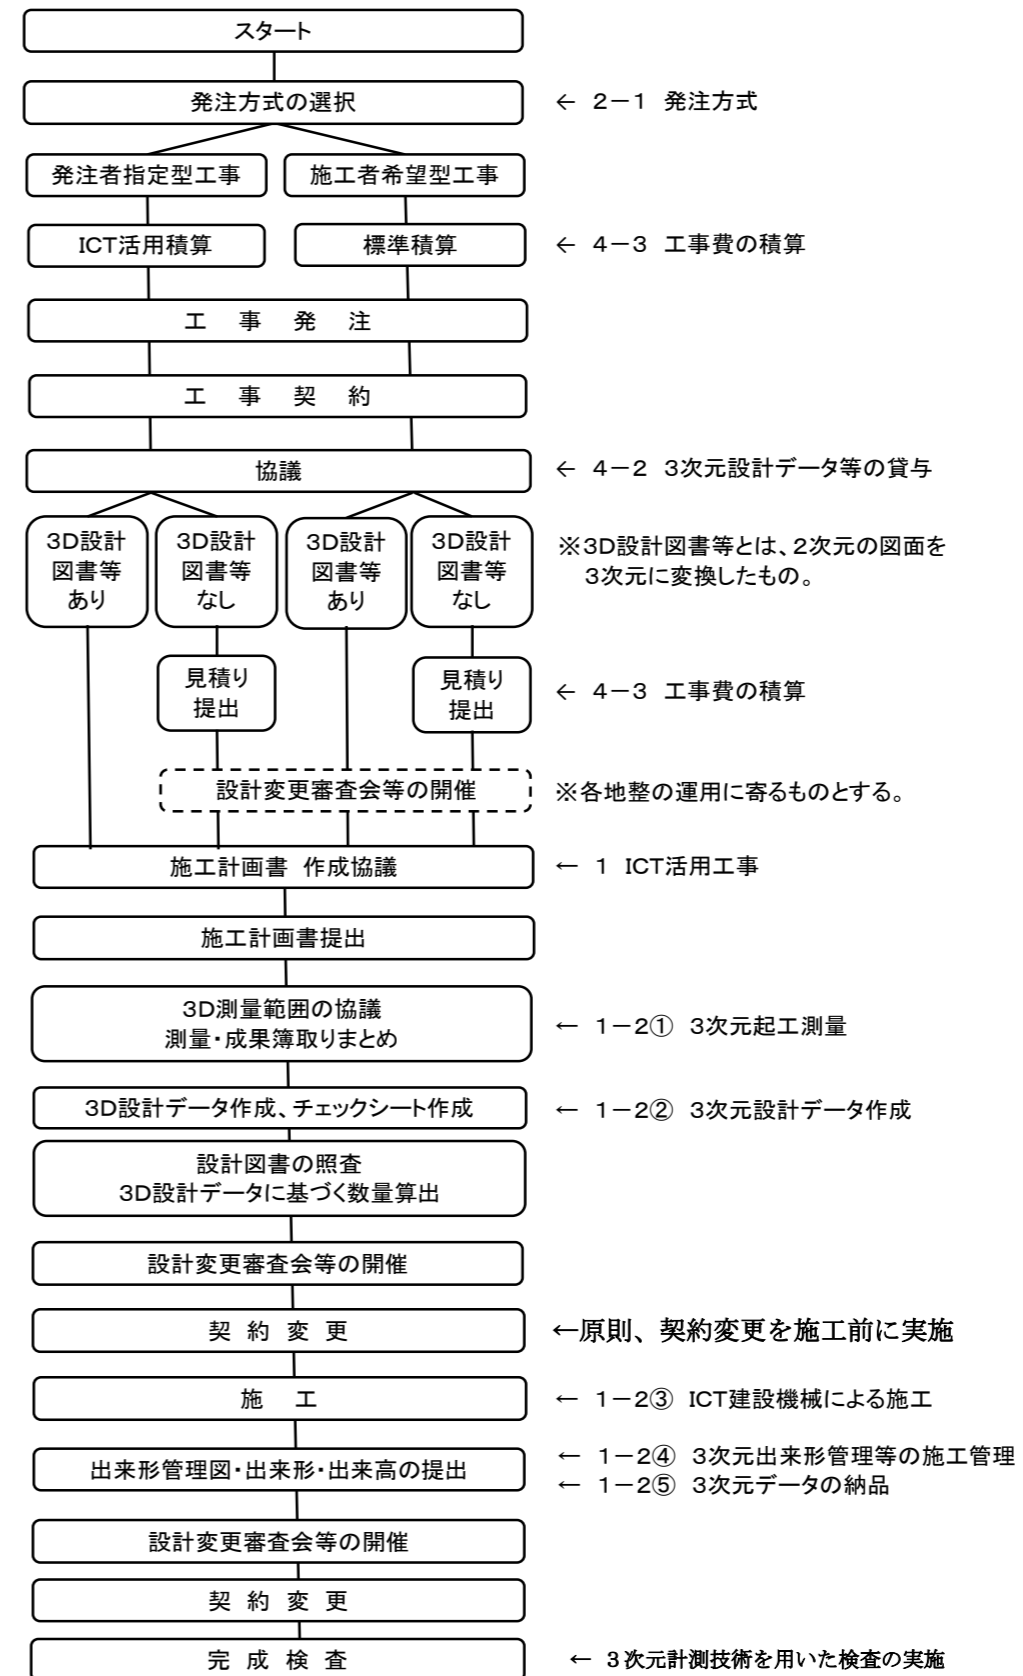 スタート
発注方式の選択
← 2－1 発注方式
発注者指定型工事
施工者希望型工事
ICT活用積算
標準積算
← 4－3 工事費の積算
工 事 発 注
工 事 契 約
協議
← 4－2 3次元設計データ等の貸与
3D設計
図書等
あり
3D設計
図書等
なし
3D設計
図書等
あり
3D設計
図書等
なし
※3D設計図書等とは、2次元の図面を
3次元に変換したもの。
見積り
提出
見積り
提出
← 4－3 工事費の積算
設計変更審査会等の開催
※各地整の運用に寄るものとする。
施工計画書 作成協議
← 1 ICT活用工事
施工計画書提出
3D測量範囲の協議
測量・成果簿取りまとめ
← 1－2① 3次元起工測量
3D設計データ作成、チェックシート作成
← 1－2② 3次元設計データ作成
設計図書の照査
3D設計データに基づく数量算出
設計変更審査会等の開催
契 約 変 更
←原則、契約変更を施工前に実施
施 工
← 1－2③ ICT建設機械による施工
出来形管理図・出来形・出来高の提出
← 1－2④ 3次元出来形管理等の施工管理
← 1－2⑤ 3次元データの納品
設計変更審査会等の開催
契 約 変 更
完 成 検 査
← 3次元計測技術を用いた検査の実施